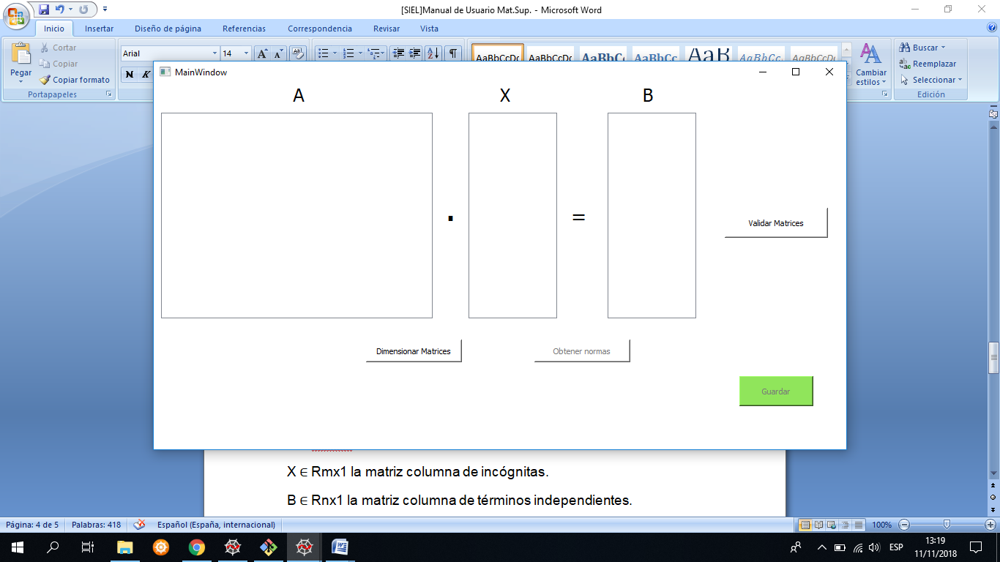 [SIEL]Manual de Usuario Mat.Sup. - Microsoft Word
Inicio Insertar Diseño de página Referencias Correspondencia Revisar Vista
Pegar
Cortar
Copiar
Copiar formato
Portapapeles
Arial 14
N K
AaBbCcDc AaBbCcDc AaBbC AaBbCc AaB AaBbCc. AaBbCcDc
Cambiar
estilos
Buscar
Reemplazar
Seleccionar
Edición
MainWindow
A X B
. =
Validar Matrices
Dimensionar Matrices Obtener normas
Guardar
X ∈ Rmx1 la matriz columna de incógnitas.
B ∈ Rnx1 la matriz columna de términos independientes.
Página: 4 de 5 Palabras: 418 Español (España, internacional) 100%
ESP
13:19
11/11/2018